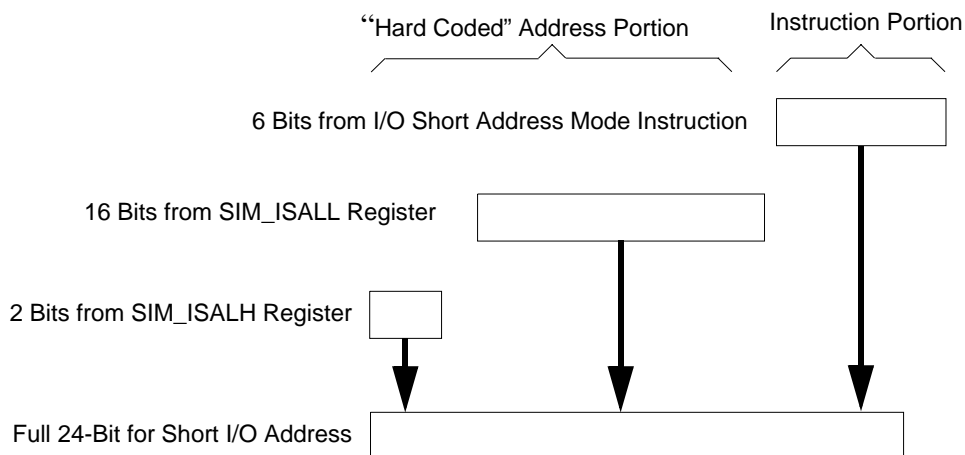 “Hard Coded” Address Portion
Instruction Portion
6 Bits from I/O Short Address Mode Instruction
16 Bits from SIM_ISALL Register
2 Bits from SIM_ISALH Register
Full 24-Bit for Short I/O Address